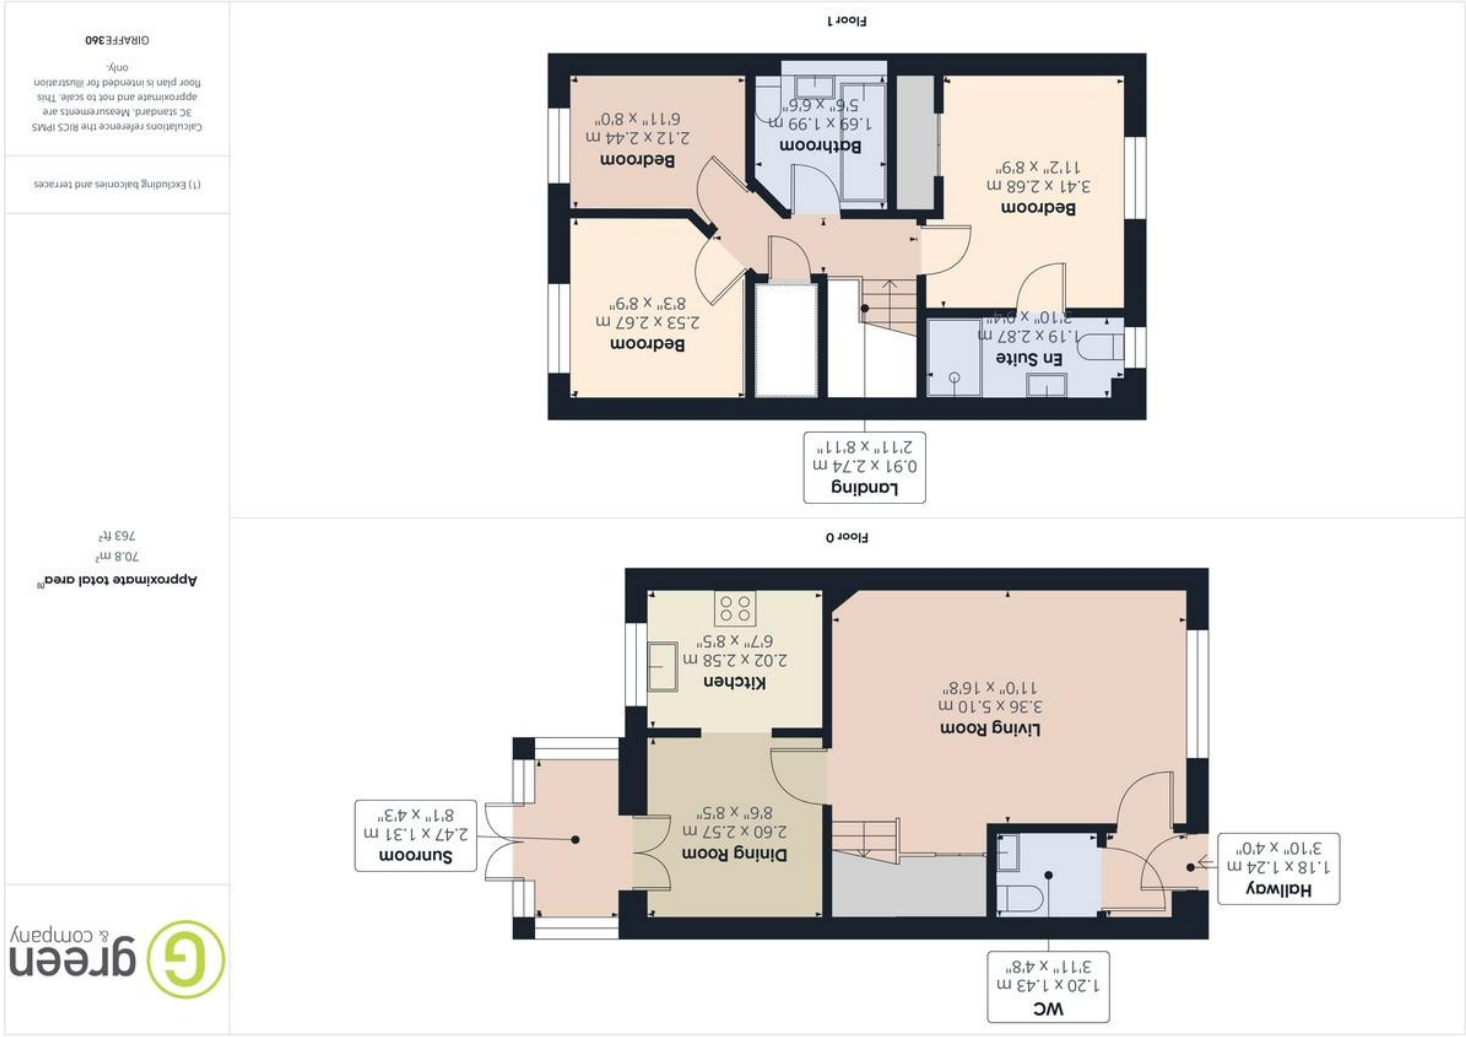 WC
1.20 x 1.43 m
3'11" x 4'8"
Hallway
1.18 x 1.24 m
3'10" x 4'0"
Living Room
3.36 x 5.10 m
11'0" x 16'8"
Dining Room
2.60 x 2.57 m
8'6" x 8'5"
Sunroom
2.47 x 1.31 m
8'1" x 4'3"
Kitchen
2.02 x 2.58 m
6'7" x 8'5"
Floor 0
Landing
0.91 x 2.74 m
2'11" x 8'11"
En Suite
1.19 x 2.87 m
3'10" x 9'4"
Bedroom
2.53 x 2.67 m
8'3" x 8'9"
Bedroom
3.41 x 2.68 m
11'2" x 8'9"
Bathroom
1.69 x 1.99 m
5'6" x 6'6"
Bedroom
2.12 x 2.44 m
6'11" x 8'0"
Floor 1
G green
& company
Approximate total area(1)
70.8 m²
763 ft²
(1) Excluding balconies and terraces
Calculations reference the RICS IPMS
3C standard. Measurements are
approximate and not to scale. This
floor plan is intended for illustration
only.
GIRAFFE360